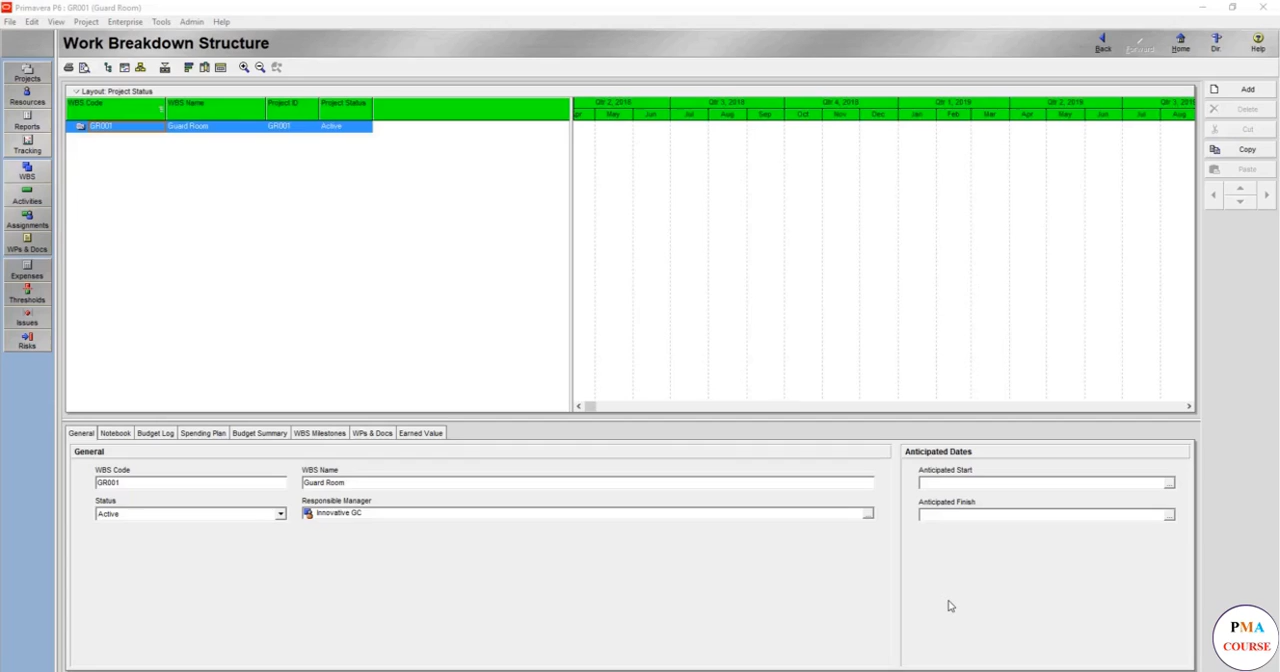 Primavera P6 : GR001 (Guard Room)
File Edit View Project Enterprise Tools Admin Help
Work Breakdown Structure
Back Forward Home Dir. Help
Projects
Resources
Reports
Tracking
WBS
Activities
Assignments
WPs & Docs
Expenses
Thresholds
Issues
Risks
Layout: Project Status
WBS Code WBS Name Project ID Project Status
GR001 Guard Room GR001 Active
Qtr 2, 2018 Qtr 3, 2018 Qtr 4, 2018 Qtr 1, 2019 Qtr 2, 2019 Qtr 3, 201
pr May Jun Jul Aug Sep Oct Nov Dec Jan Feb Mar Apr May Jun Jul Aug
Add
Delete
Cut
Copy
Paste
General Notebook Budget Log Spending Plan Budget Summary WBS Milestones WPs & Docs Earned Value
General
WBS Code WBS Name
GR001 Guard Room
Status Responsible Manager
Active Innovative GC
Anticipated Dates
Anticipated Start
Anticipated Finish
PMA
COURSE